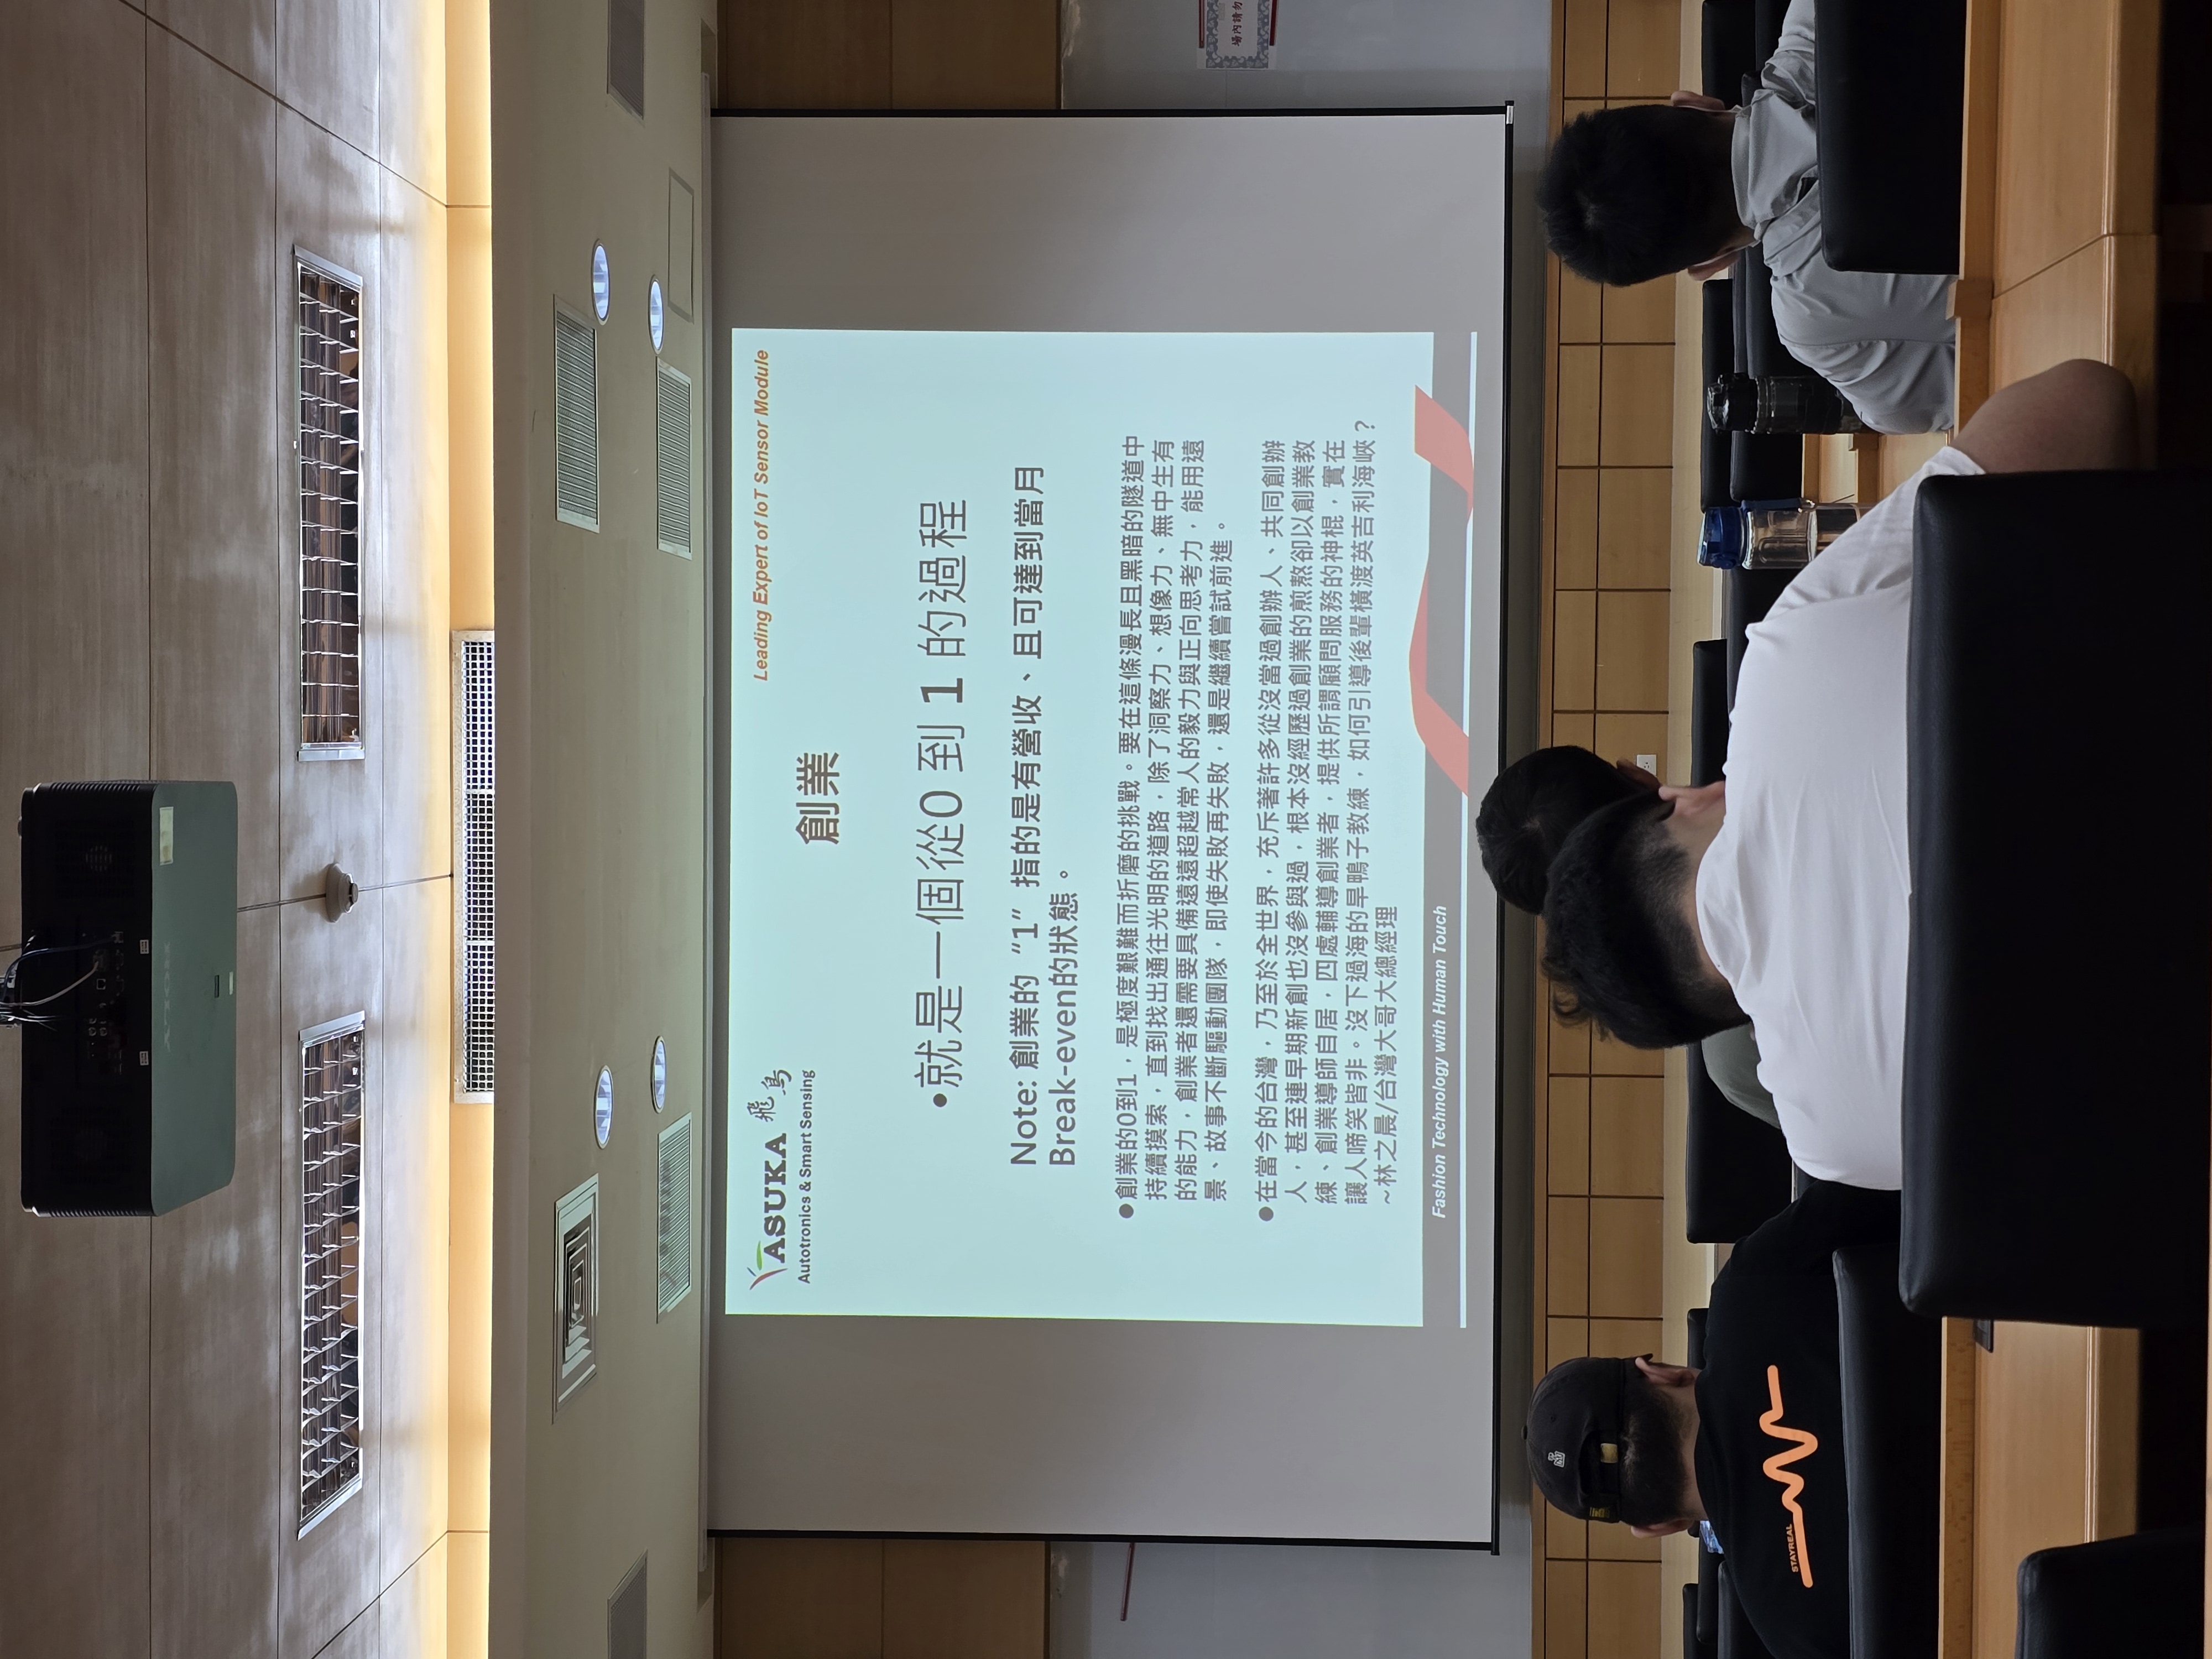 YASUKA 飛鳥
Autotronics & Smart Sensing
Leading Expert of IoT Sensor Module
創業
•就是一個從0 到 1 的過程
Note: 創業的“1”指的是有營收、且可達到當月
Break-even的狀態。
●創業的0到1，是極度艱難而折磨的挑戰。要在這條漫長且黑暗的隧道中
持續摸索，直到找出通往光明的道路，除了洞察力、想像力、無中生有
的能力，創業者還需要具備遠遠超越常人的毅力與正向思考力，能用遠
景、故事不斷驅動團隊，即使失敗再失敗，還是繼續嘗試前進。
●在當今的台灣，乃至於全世界，充斥著許多從沒當過創辦人、共同創辦
人，甚至連早期新創也沒參與過，根本沒經歷過創業的煎熬卻以創業教
練、創業導師自居，四處輔導創業者，提供所謂顧問服務的神棍，實在
讓人啼笑皆非。沒下過海的旱鴨子教練，如何引導後輩橫渡英吉利海峽？
~林之晨/台灣大哥大總經理
Fashion Technology with Human Touch
場內請勿
STAYREAL